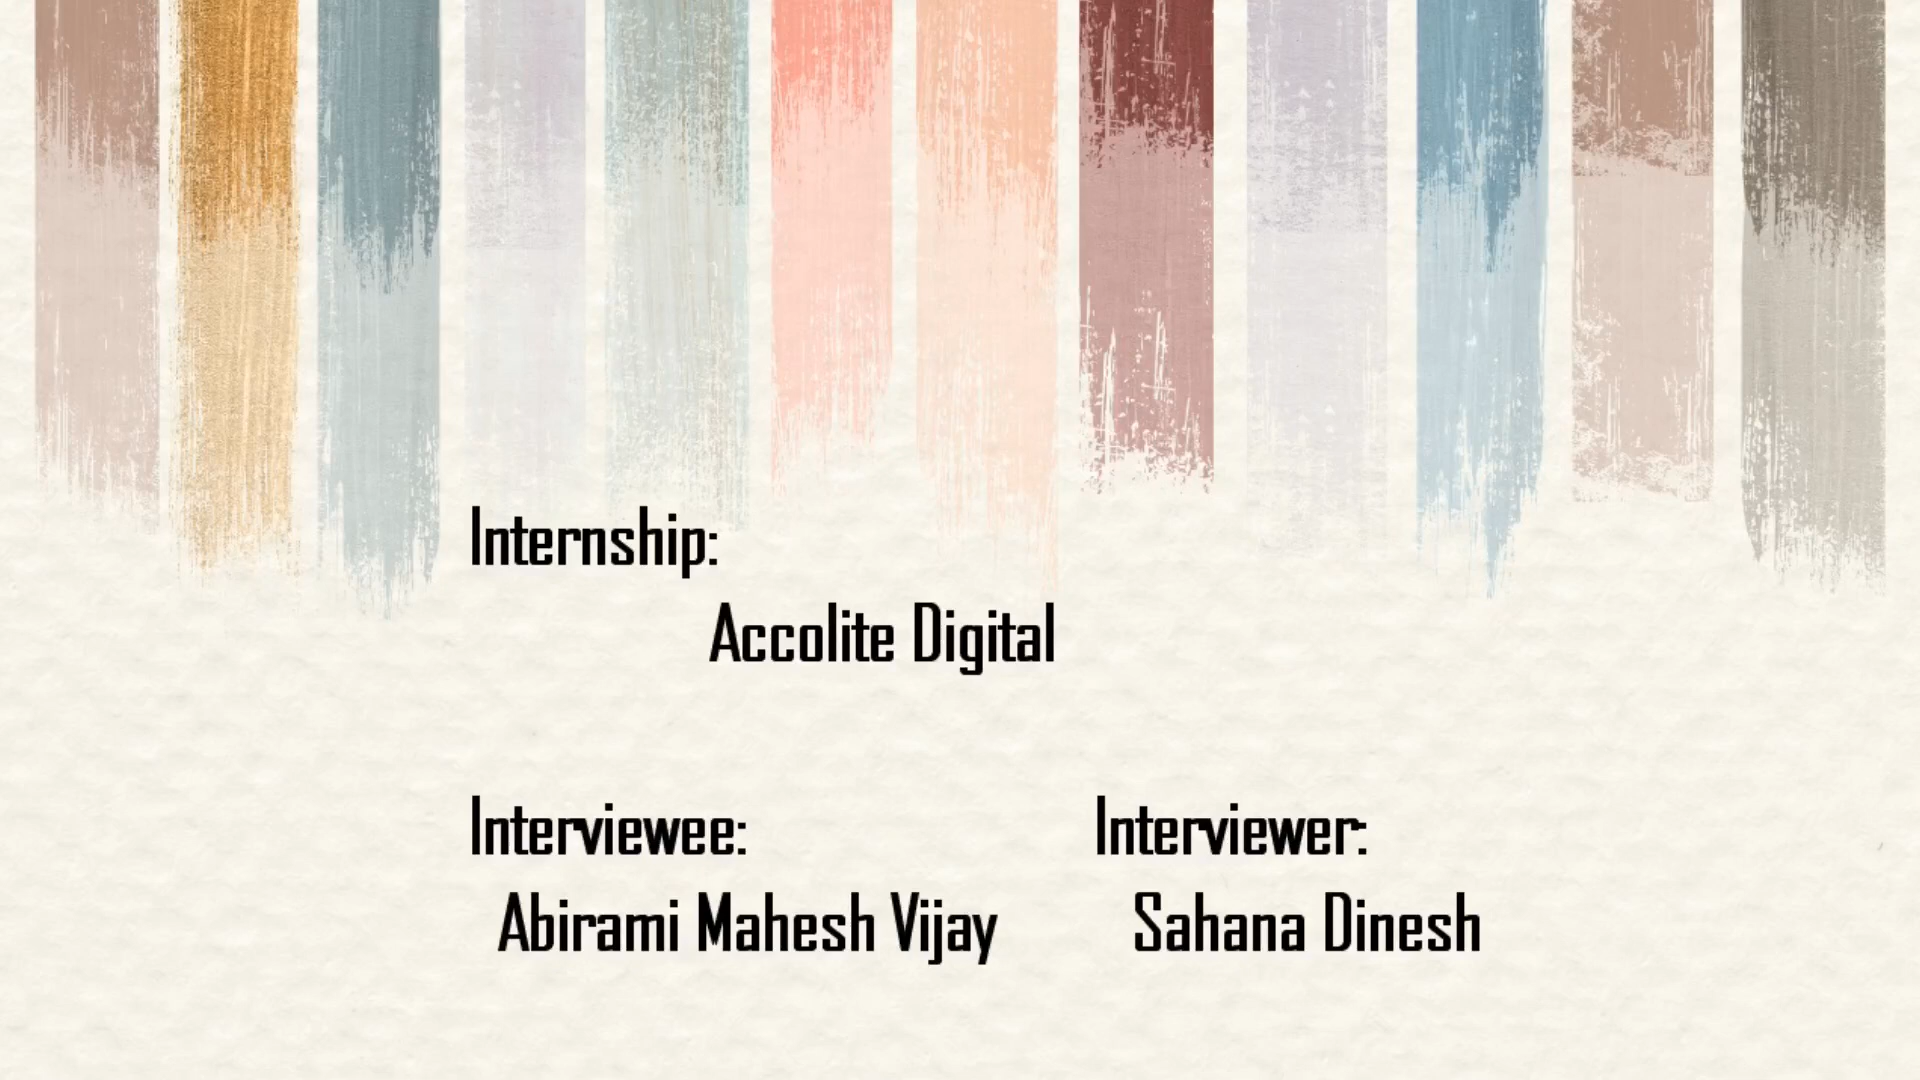 Internship:
Accolite Digital
Interviewee:
Abirami Mahesh Vijay
Interviewer:
Sahana Dinesh